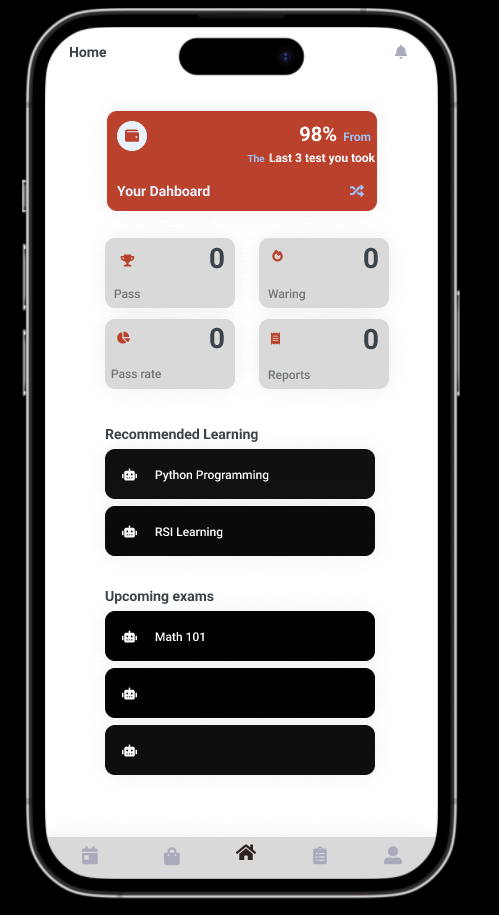 Home
98% From
The Last 3 test you took
Your Dahboard
0
0
Pass
Waring
0
0
Pass rate
Reports
Recommended Learning
Python Programming
RSI Learning
Upcoming exams
Math 101